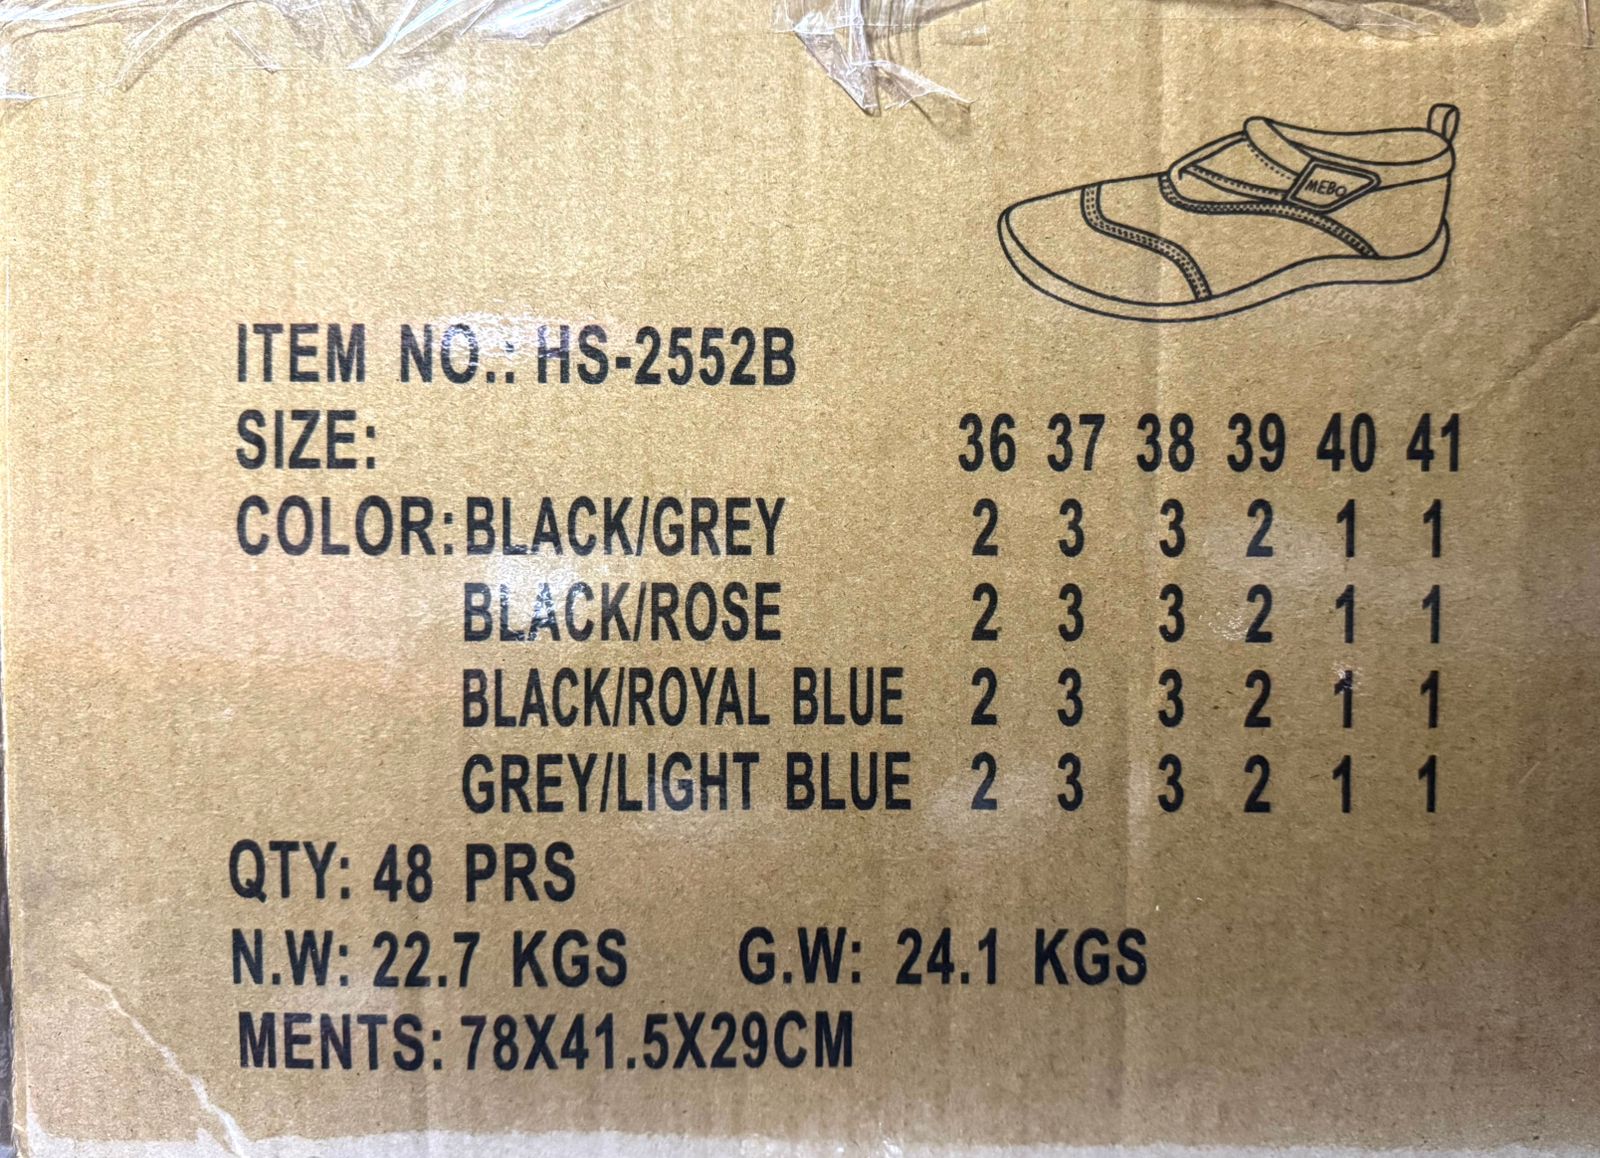 MEBO
ITEM NO.: HS-2552B
SIZE: 36 37 38 39 40 41
COLOR: BLACK/GREY 2 3 3 2 1 1
BLACK/ROSE 2 3 3 2 1 1
BLACK/ROYAL BLUE 2 3 3 2 1 1
GREY/LIGHT BLUE 2 3 3 2 1 1
QTY: 48 PRS
N.W: 22.7 KGS G.W: 24.1 KGS
MENTS: 78X41.5X29CM